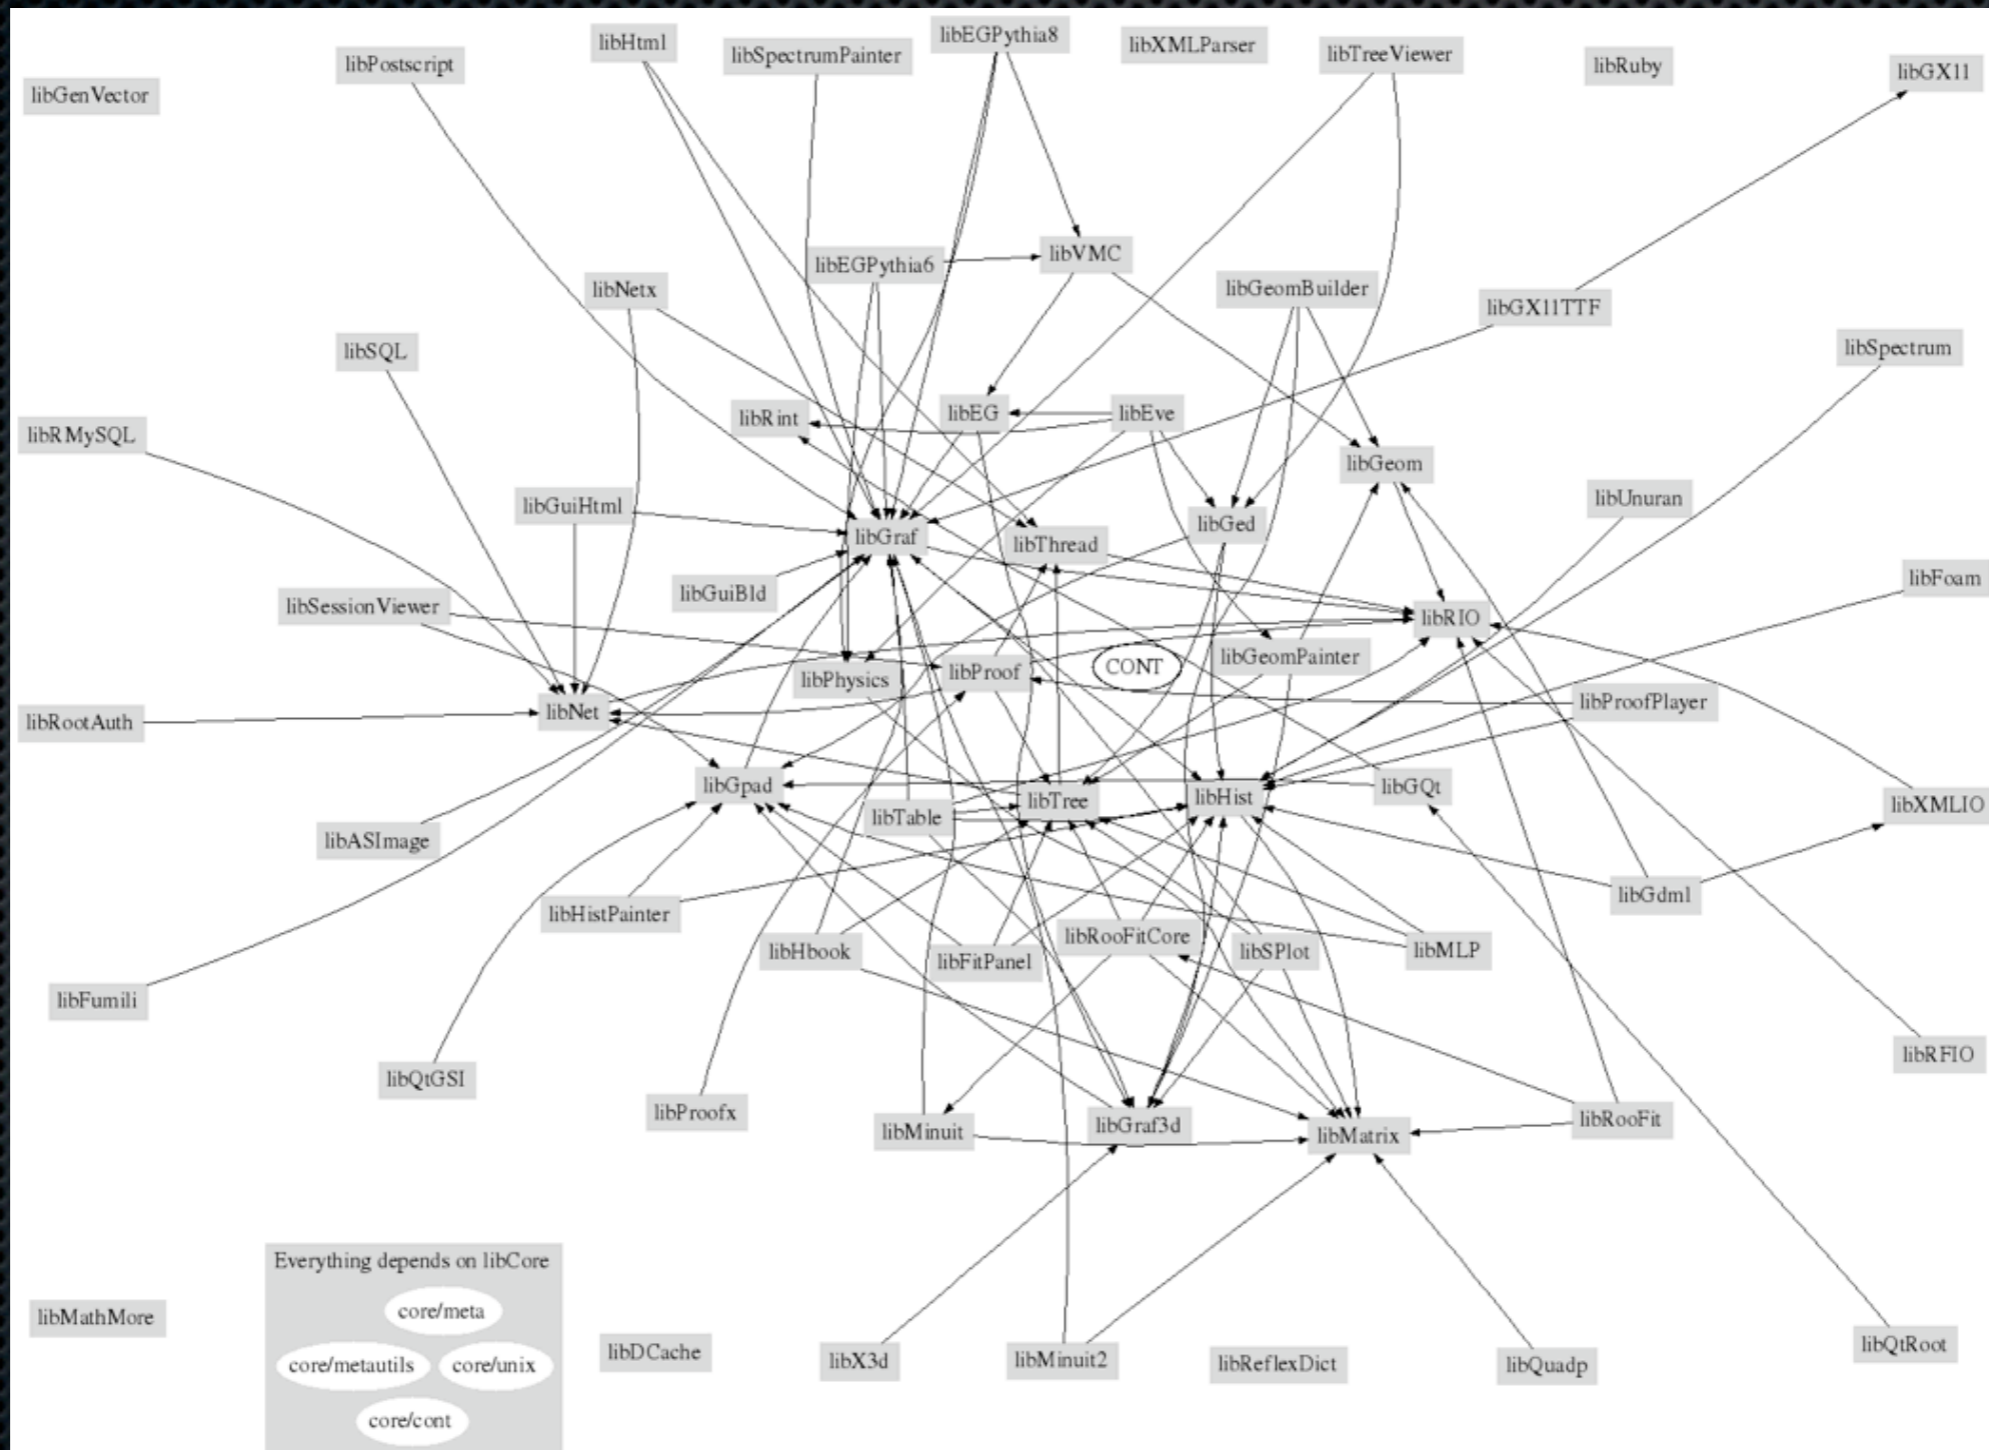 libHtml
libEGPythia8
libXMLParser
libSpectrumPainter
libTreeViewer
libPostscript
libRuby
libGX11
libGenVector
libVMC
libEGPythia6
libNetx
libGeomBuilder
libGX11TTF
libSQL
libSpectrum
libRint
libEG
libEve
libRMySQL
libGeom
libGuiHtml
libUnuran
libGraf
libThread
libGed
libFoam
libGuiBld
libSessionViewer
libRIO
libPhysics
libProof
CONT
libGeomPainter
libProofPlayer
libNet
libRootAuth
libGpad
libTree
libHist
libGQt
libXMLIO
libTable
libASImage
libGdml
libHistPainter
libRooFitCore
libHbook
libFitPanel
libSPlot
libMLP
libFumili
libRFIO
libQtGSI
libProofx
libMinuit
libGraf3d
libMatrix
libRooFit
Everything depends on libCore
core/meta
core/metautils
core/unix
core/cont
libMathMore
libDCache
libX3d
libMinuit2
libReflexDict
libQuadp
libQtRoot